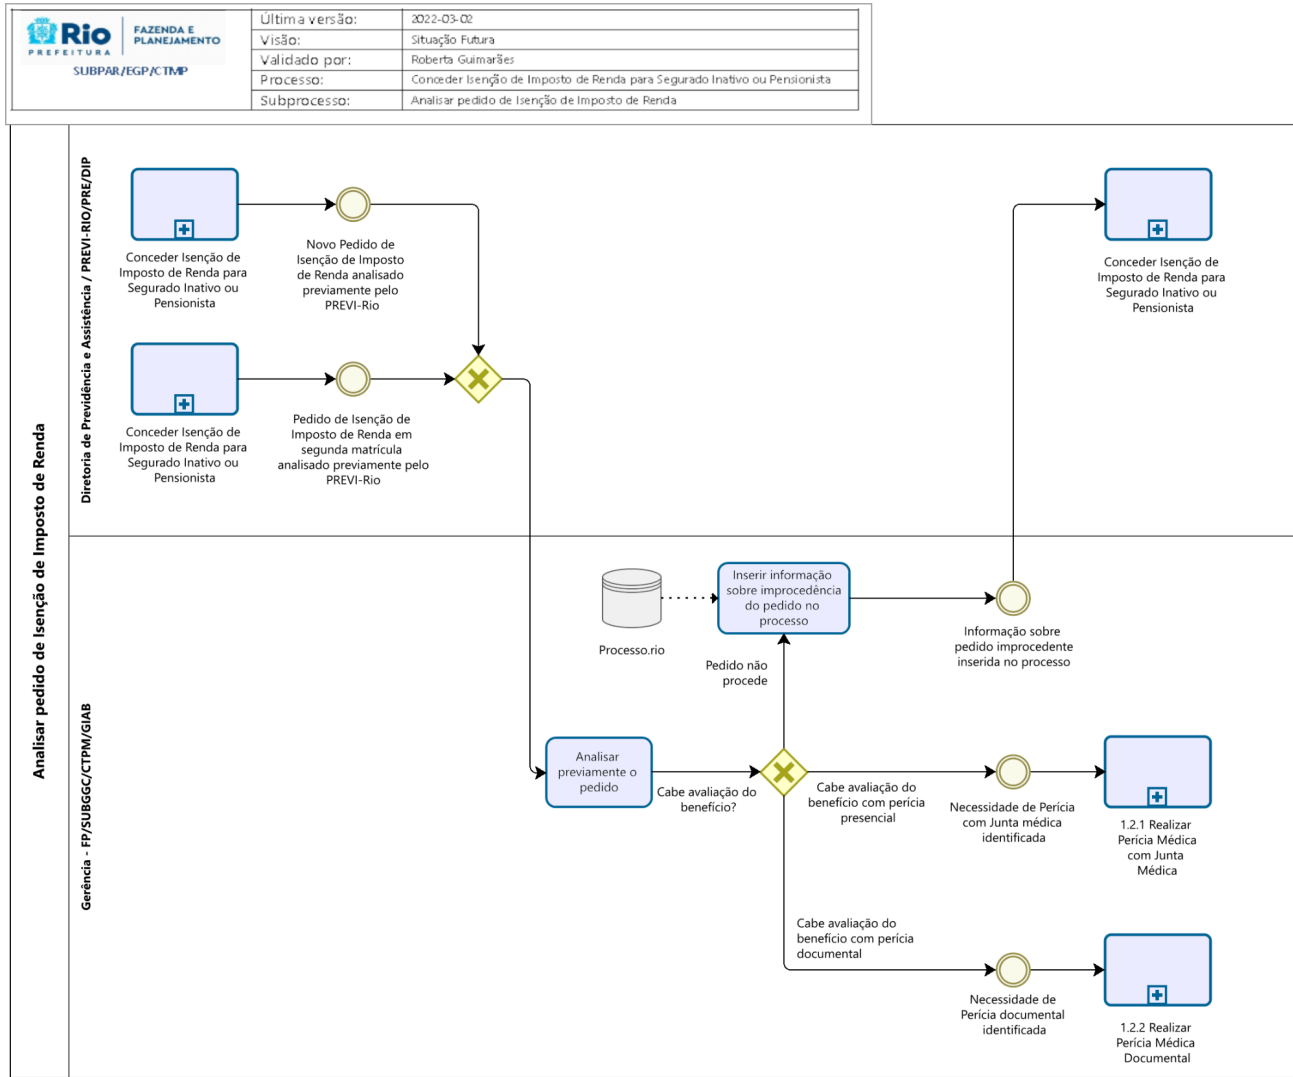 Rio
PREFEITURA
FAZENDA E
PLANEJAMENTO
SUBPAR/EGP/CTMP
Última versão: 2022-03-02
Visão: Situação Futura
Validado por: Roberta Guimarães
Processo: Conceder Isenção de Imposto de Renda para Segurado Inativo ou Pensionista
Subprocesso: Analisar pedido de Isenção de Imposto de Renda
Analisar pedido de Isenção de Imposto de Renda
Diretoria de Previdência e Assistência / PREVI-RIO/PRE/DIP
Conceder Isenção de
Imposto de Renda para
Segurado Inativo ou
Pensionista
Novo Pedido de
Isenção de Imposto
de Renda analisado
previamente pelo
PREVI-Rio
Conceder Isenção de
Imposto de Renda para
Segurado Inativo ou
Pensionista
Conceder Isenção de
Imposto de Renda para
Segurado Inativo ou
Pensionista
Pedido de Isenção de
Imposto de Renda em
segunda matrícula
analisado previamente pelo
PREVI-Rio
Gerência - FP/SUBGGC/CTPM/GIAB
Processo.rio
Inserir informação
sobre improcedência
do pedido no
processo
Informação sobre
pedido improcedente
inserida no processo
Pedido não
procede
Analisar
previamente o
pedido
Cabe avaliação do
benefício?
Cabe avaliação do
benefício com perícia
presencial
Necessidade de Perícia
com Junta médica
identificada
1.2.1 Realizar
Perícia Médica
com Junta
Médica
Cabe avaliação do
benefício com perícia
documental
Necessidade de
Perícia documental
identificada
1.2.2 Realizar
Perícia Médica
Documental